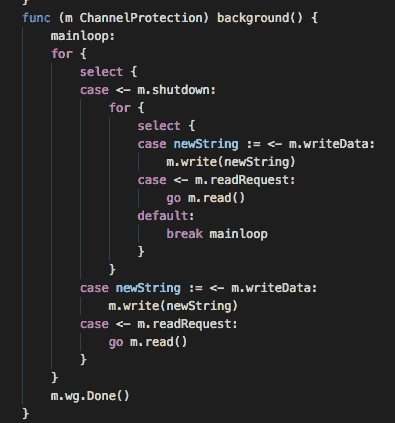 }
func (m ChannelProtection) background() {
    mainloop:
    for {
        select {
        case <- m.shutdown:
            for {
                select {
                case newString := <- m.writeData:
                    m.write(newString)
                case <- m.readRequest:
                    go m.read()
                default:
                    break mainloop
                }
            }
        case newString := <- m.writeData:
            m.write(newString)
        case <- m.readRequest:
            go m.read()
        }
    }
    m.wg.Done()
}